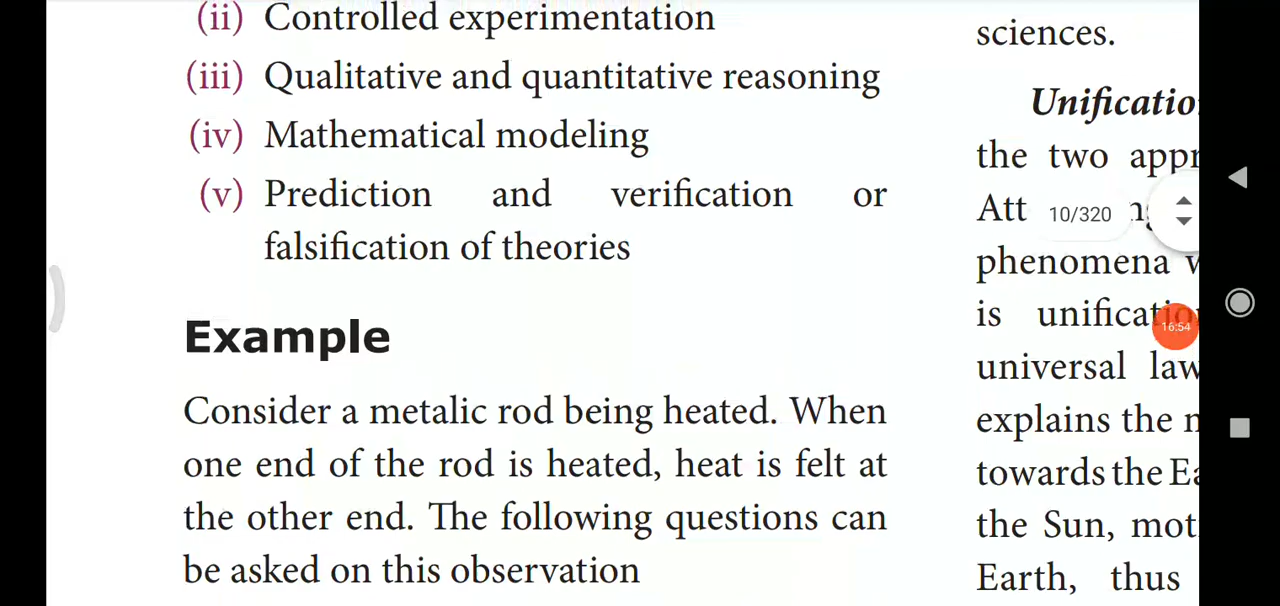 (ii) Controlled experimentation
(iii) Qualitative and quantitative reasoning
(iv) Mathematical modeling
(v) Prediction and verification or
falsification of theories
Example
Consider a metalic rod being heated. When
one end of the rod is heated, heat is felt at
the other end. The following questions can
be asked on this observation
sciences.
the two
10/320
phenomena
is
16:54
universal law
explains the
towards the
the Sun,
Earth, thus